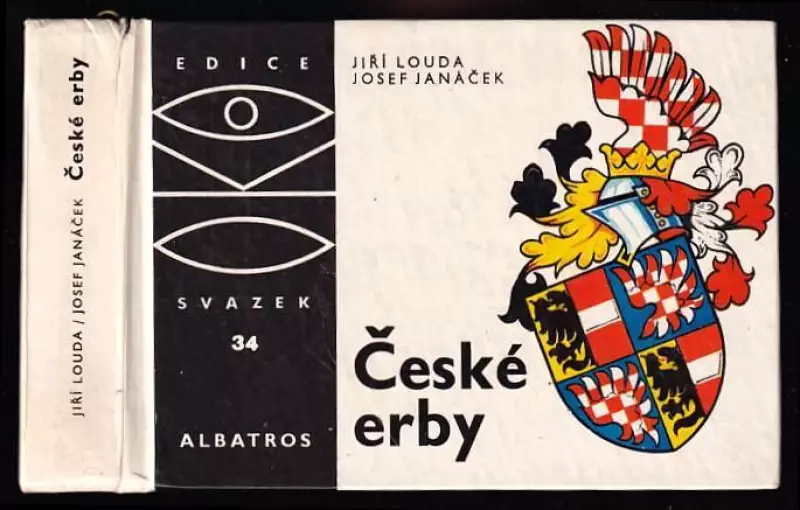 JIŘÍ LOUDA / JOSEF JANÁČEK České erby
EDICE
SVAZEK
34
ALBATROS
JIŘÍ LOUDA
JOSEF JANÁČEK
České
erby